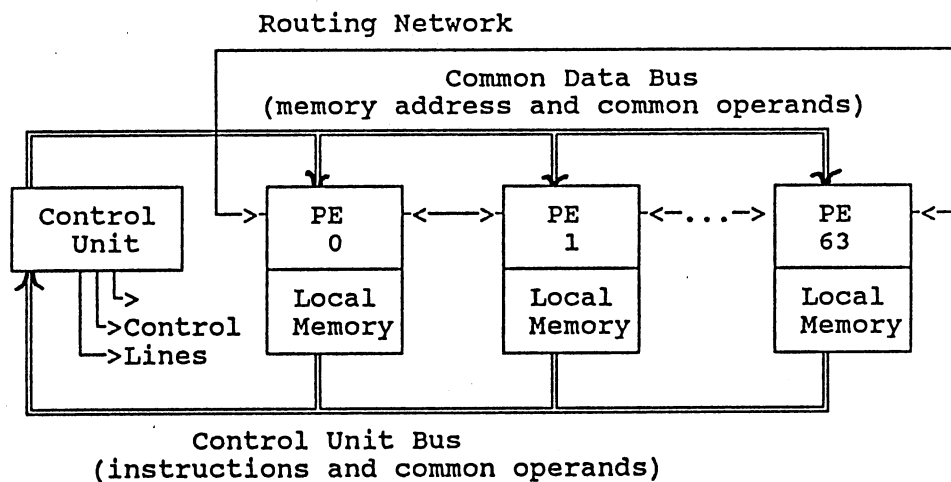 Routing Network
Common Data Bus
(memory address and common operands)
Control
Unit
PE
0
PE
1
...
PE
63
Local
Memory
Local
Memory
Local
Memory
Control
Lines
Control Unit Bus
(instructions and common operands)